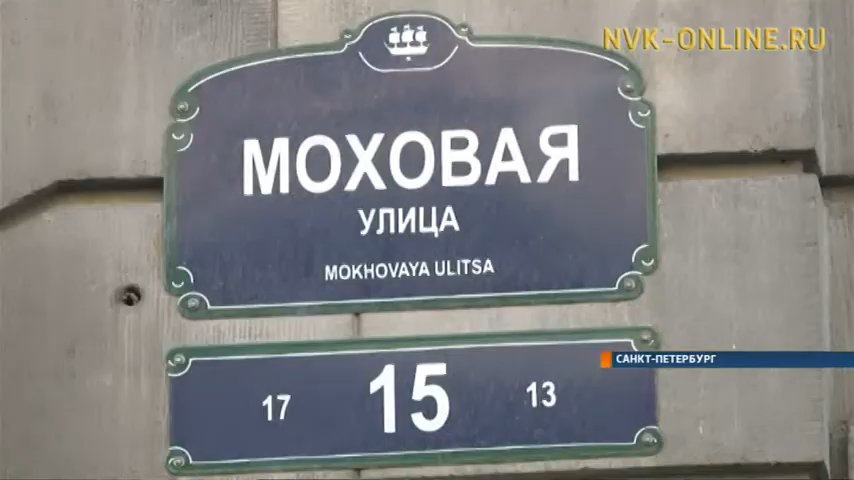 NVK-ONLINE.RU
МОХОВАЯ
УЛИЦА
MOKHOVAYA ULITSA
САНКТ-ПЕТЕРБУРГ
17 15 13